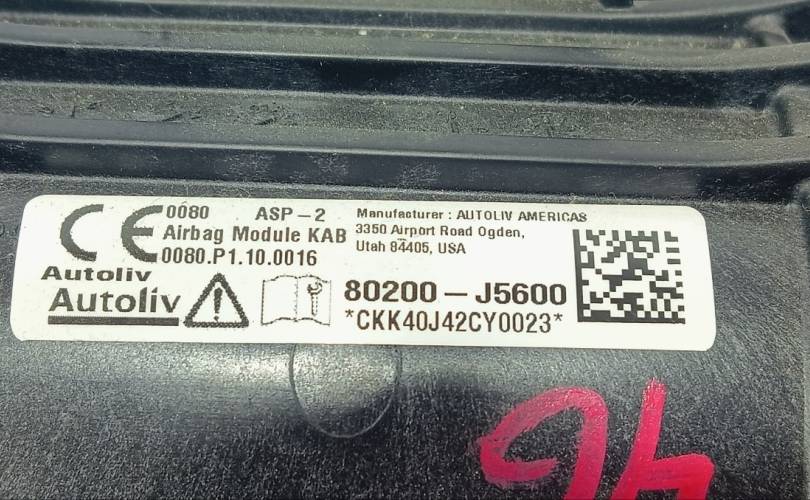 CE 0080 ASP-2
Airbag Module KAB
0080.P1.10.0016
Manufacturer : AUTOLIV AMERICAS
3350 Airport Road Ogden,
Utah 84405, USA
Autoliv
Autoliv
80200-J5600
*CKK40J42CY0023*